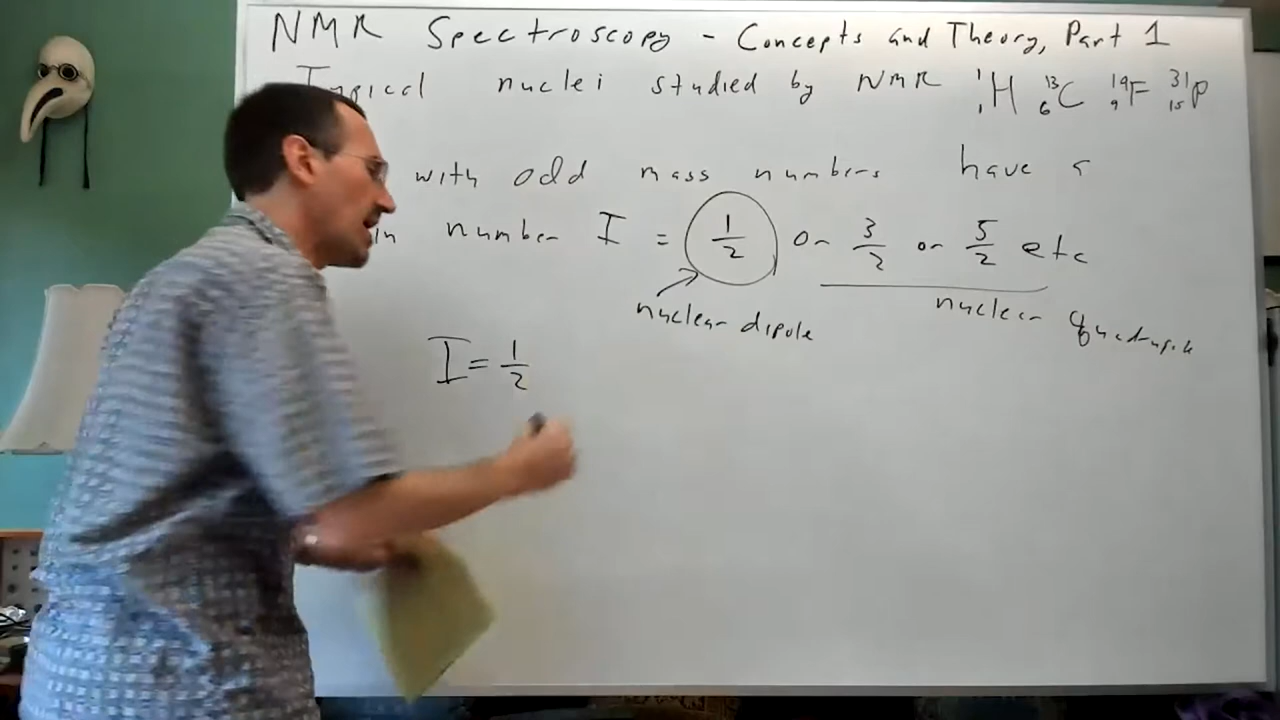 NMR Spectroscopy - Concepts and Theory, Part 1
Typical nuclei studied by NMR ¹₁H ¹³₆C ¹⁹₉F ³¹₁₅P
with odd mass numbers have a
number I = 1/2 or 3/2 or 5/2 etc
nuclear dipole
nuclear quadrupole
I = 1/2